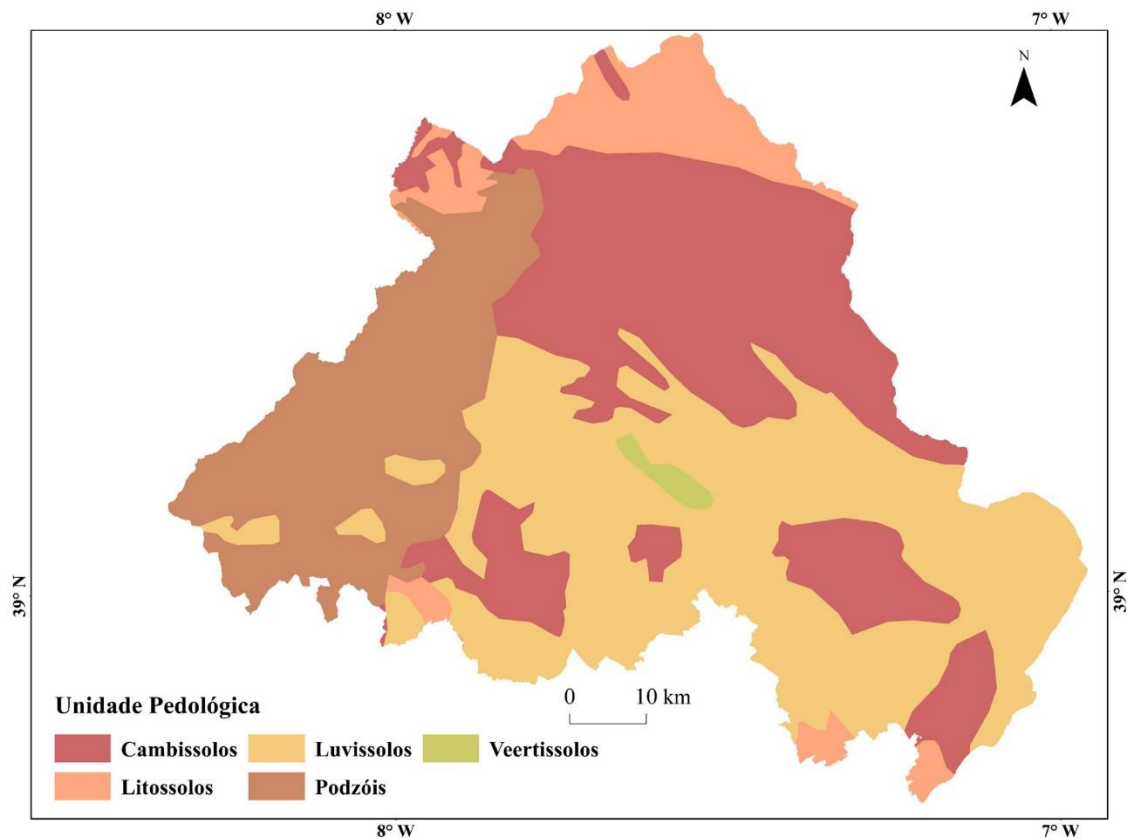 8° W 7° W
N
39° N 39° N
0 10 km
Unidade Pedológica
Cambissolos Luvissolos Veertissolos
Litossolos Podzóis
8° W 7° W